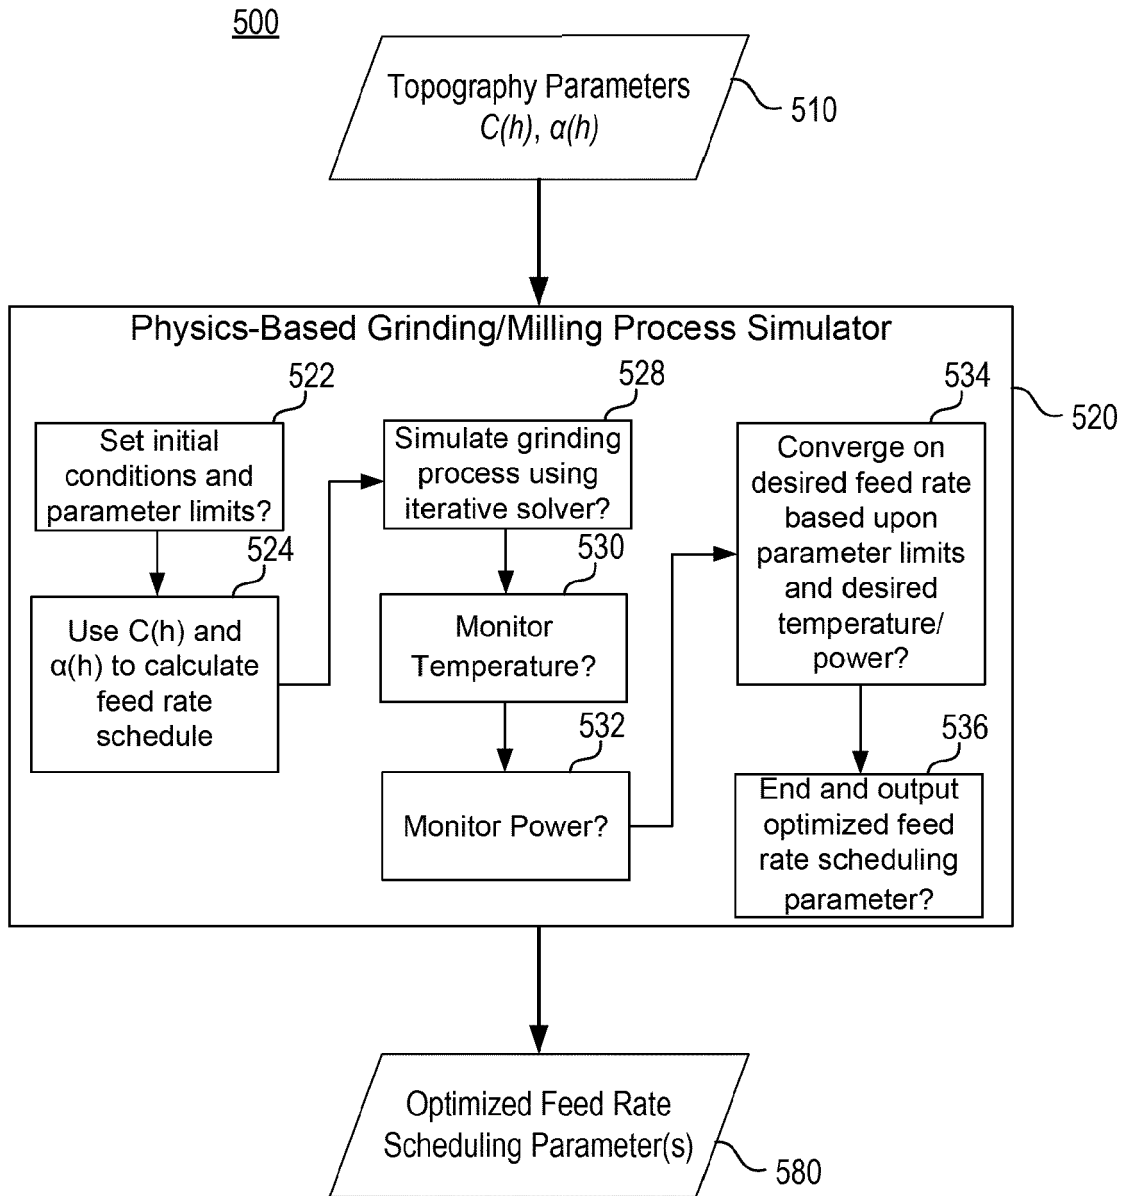 500
Topography Parameters
C(h), α(h)
510
Physics-Based Grinding/Milling Process Simulator
520
522
Set initial
conditions and
parameter limits?
524
Use C(h) and
α(h) to calculate
feed rate
schedule
528
Simulate grinding
process using
iterative solver?
530
Monitor
Temperature?
532
Monitor Power?
534
Converge on
desired feed rate
based upon
parameter limits
and desired
temperature/
power?
536
End and output
optimized feed
rate scheduling
parameter?
Optimized Feed Rate
Scheduling Parameter(s)
580